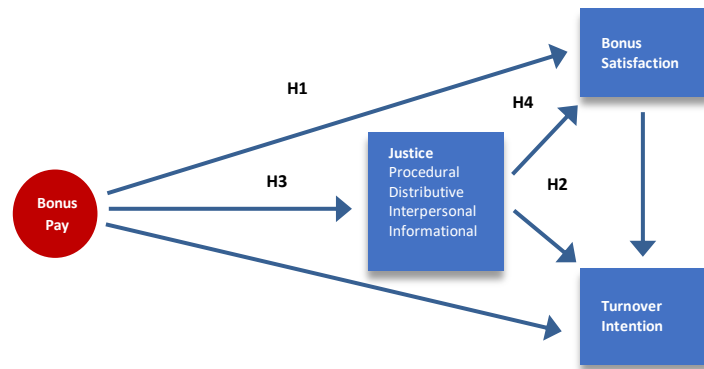 Bonus
Satisfaction
H1
H4
Justice
Procedural
Distributive
Interpersonal
Informational
H3
H2
Bonus
Pay
Turnover
Intention